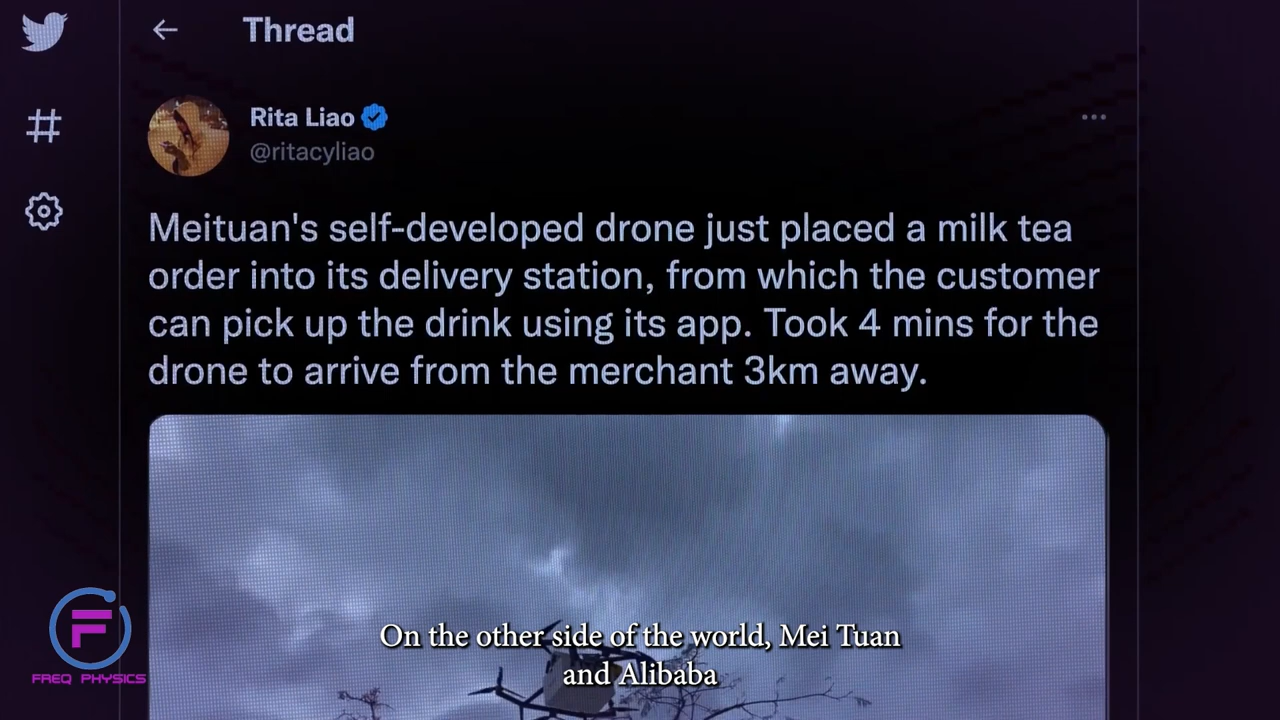 Thread
Rita Liao
@ritacyliao
Meituan's self-developed drone just placed a milk tea
order into its delivery station, from which the customer
can pick up the drink using its app. Took 4 mins for the
drone to arrive from the merchant 3km away.
On the other side of the world, Mei Tuan
and Alibaba
F
FREQ PHYSICS